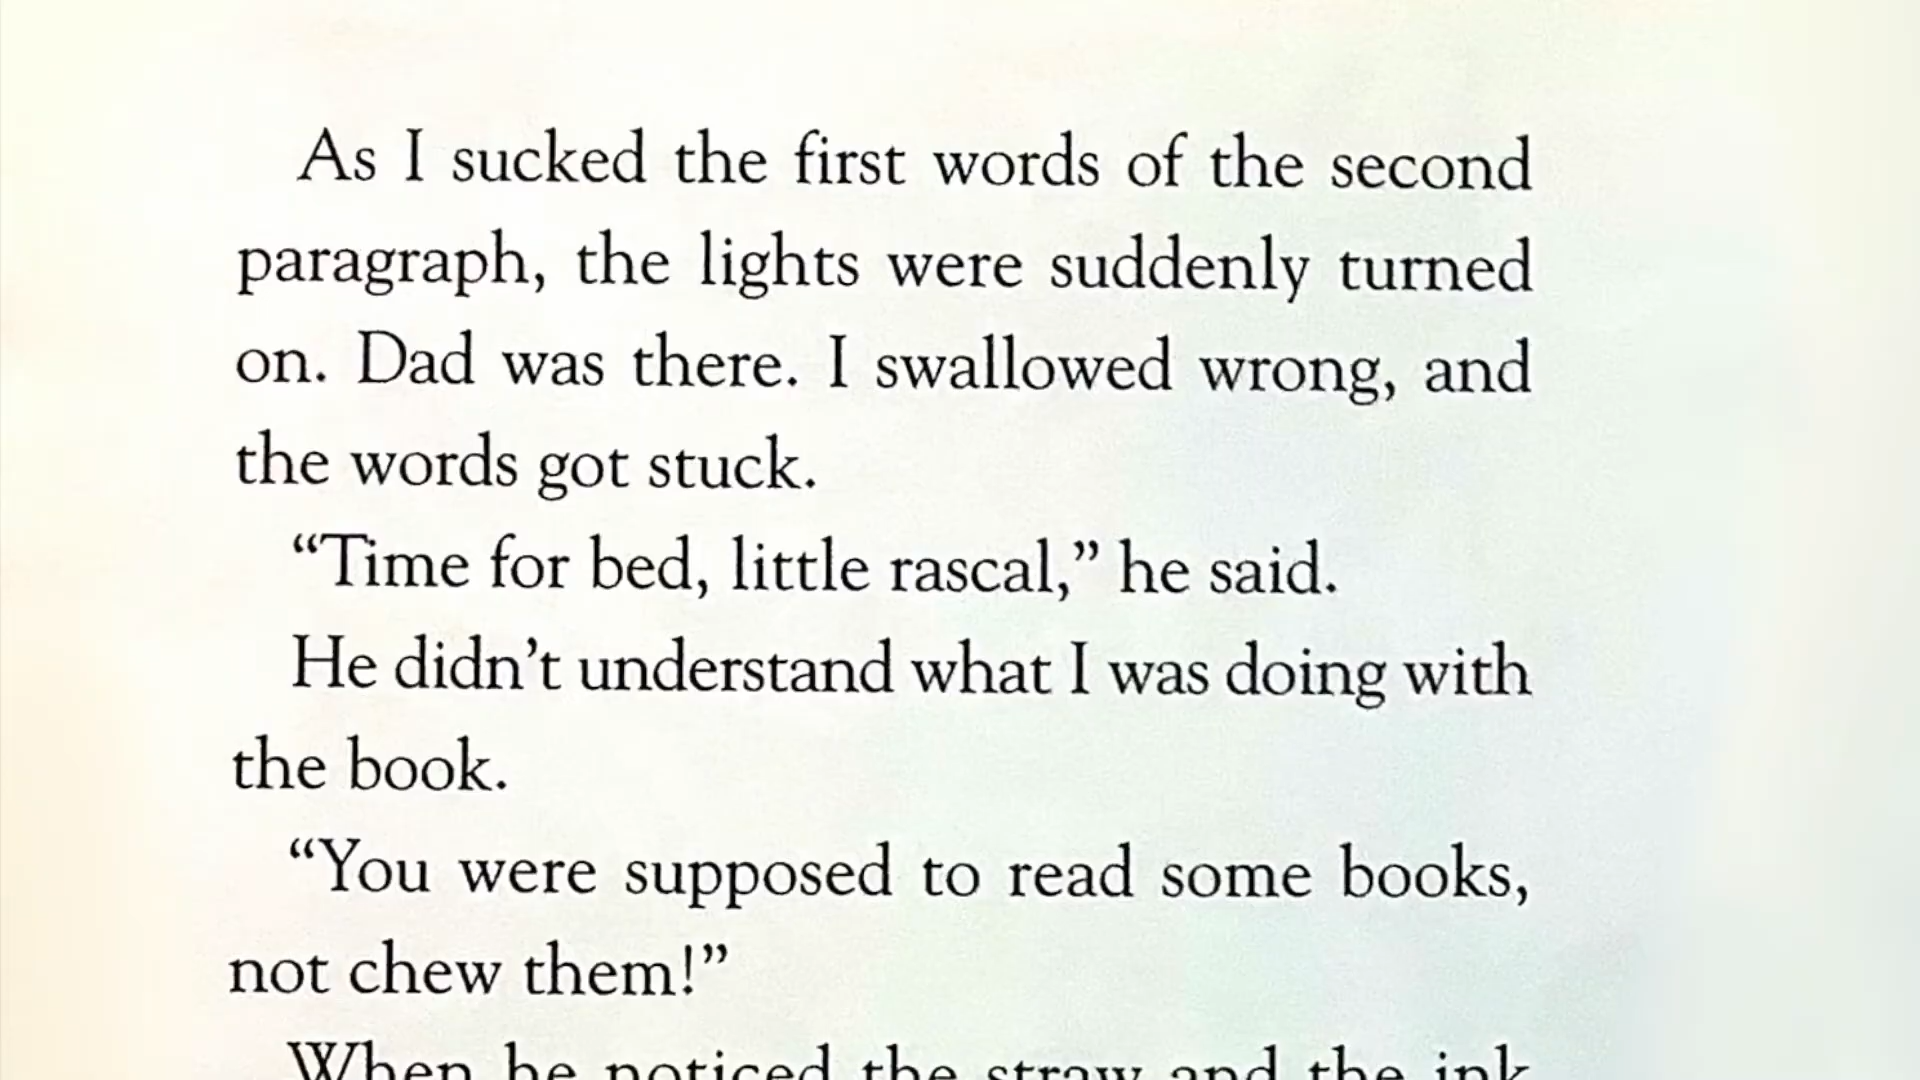 As I sucked the first words of the second
paragraph, the lights were suddenly turned
on. Dad was there. I swallowed wrong, and
the words got stuck.
“Time for bed, little rascal,” he said.
He didn’t understand what I was doing with
the book.
“You were supposed to read some books,
not chew them!”
When he noticed the straw and the ink